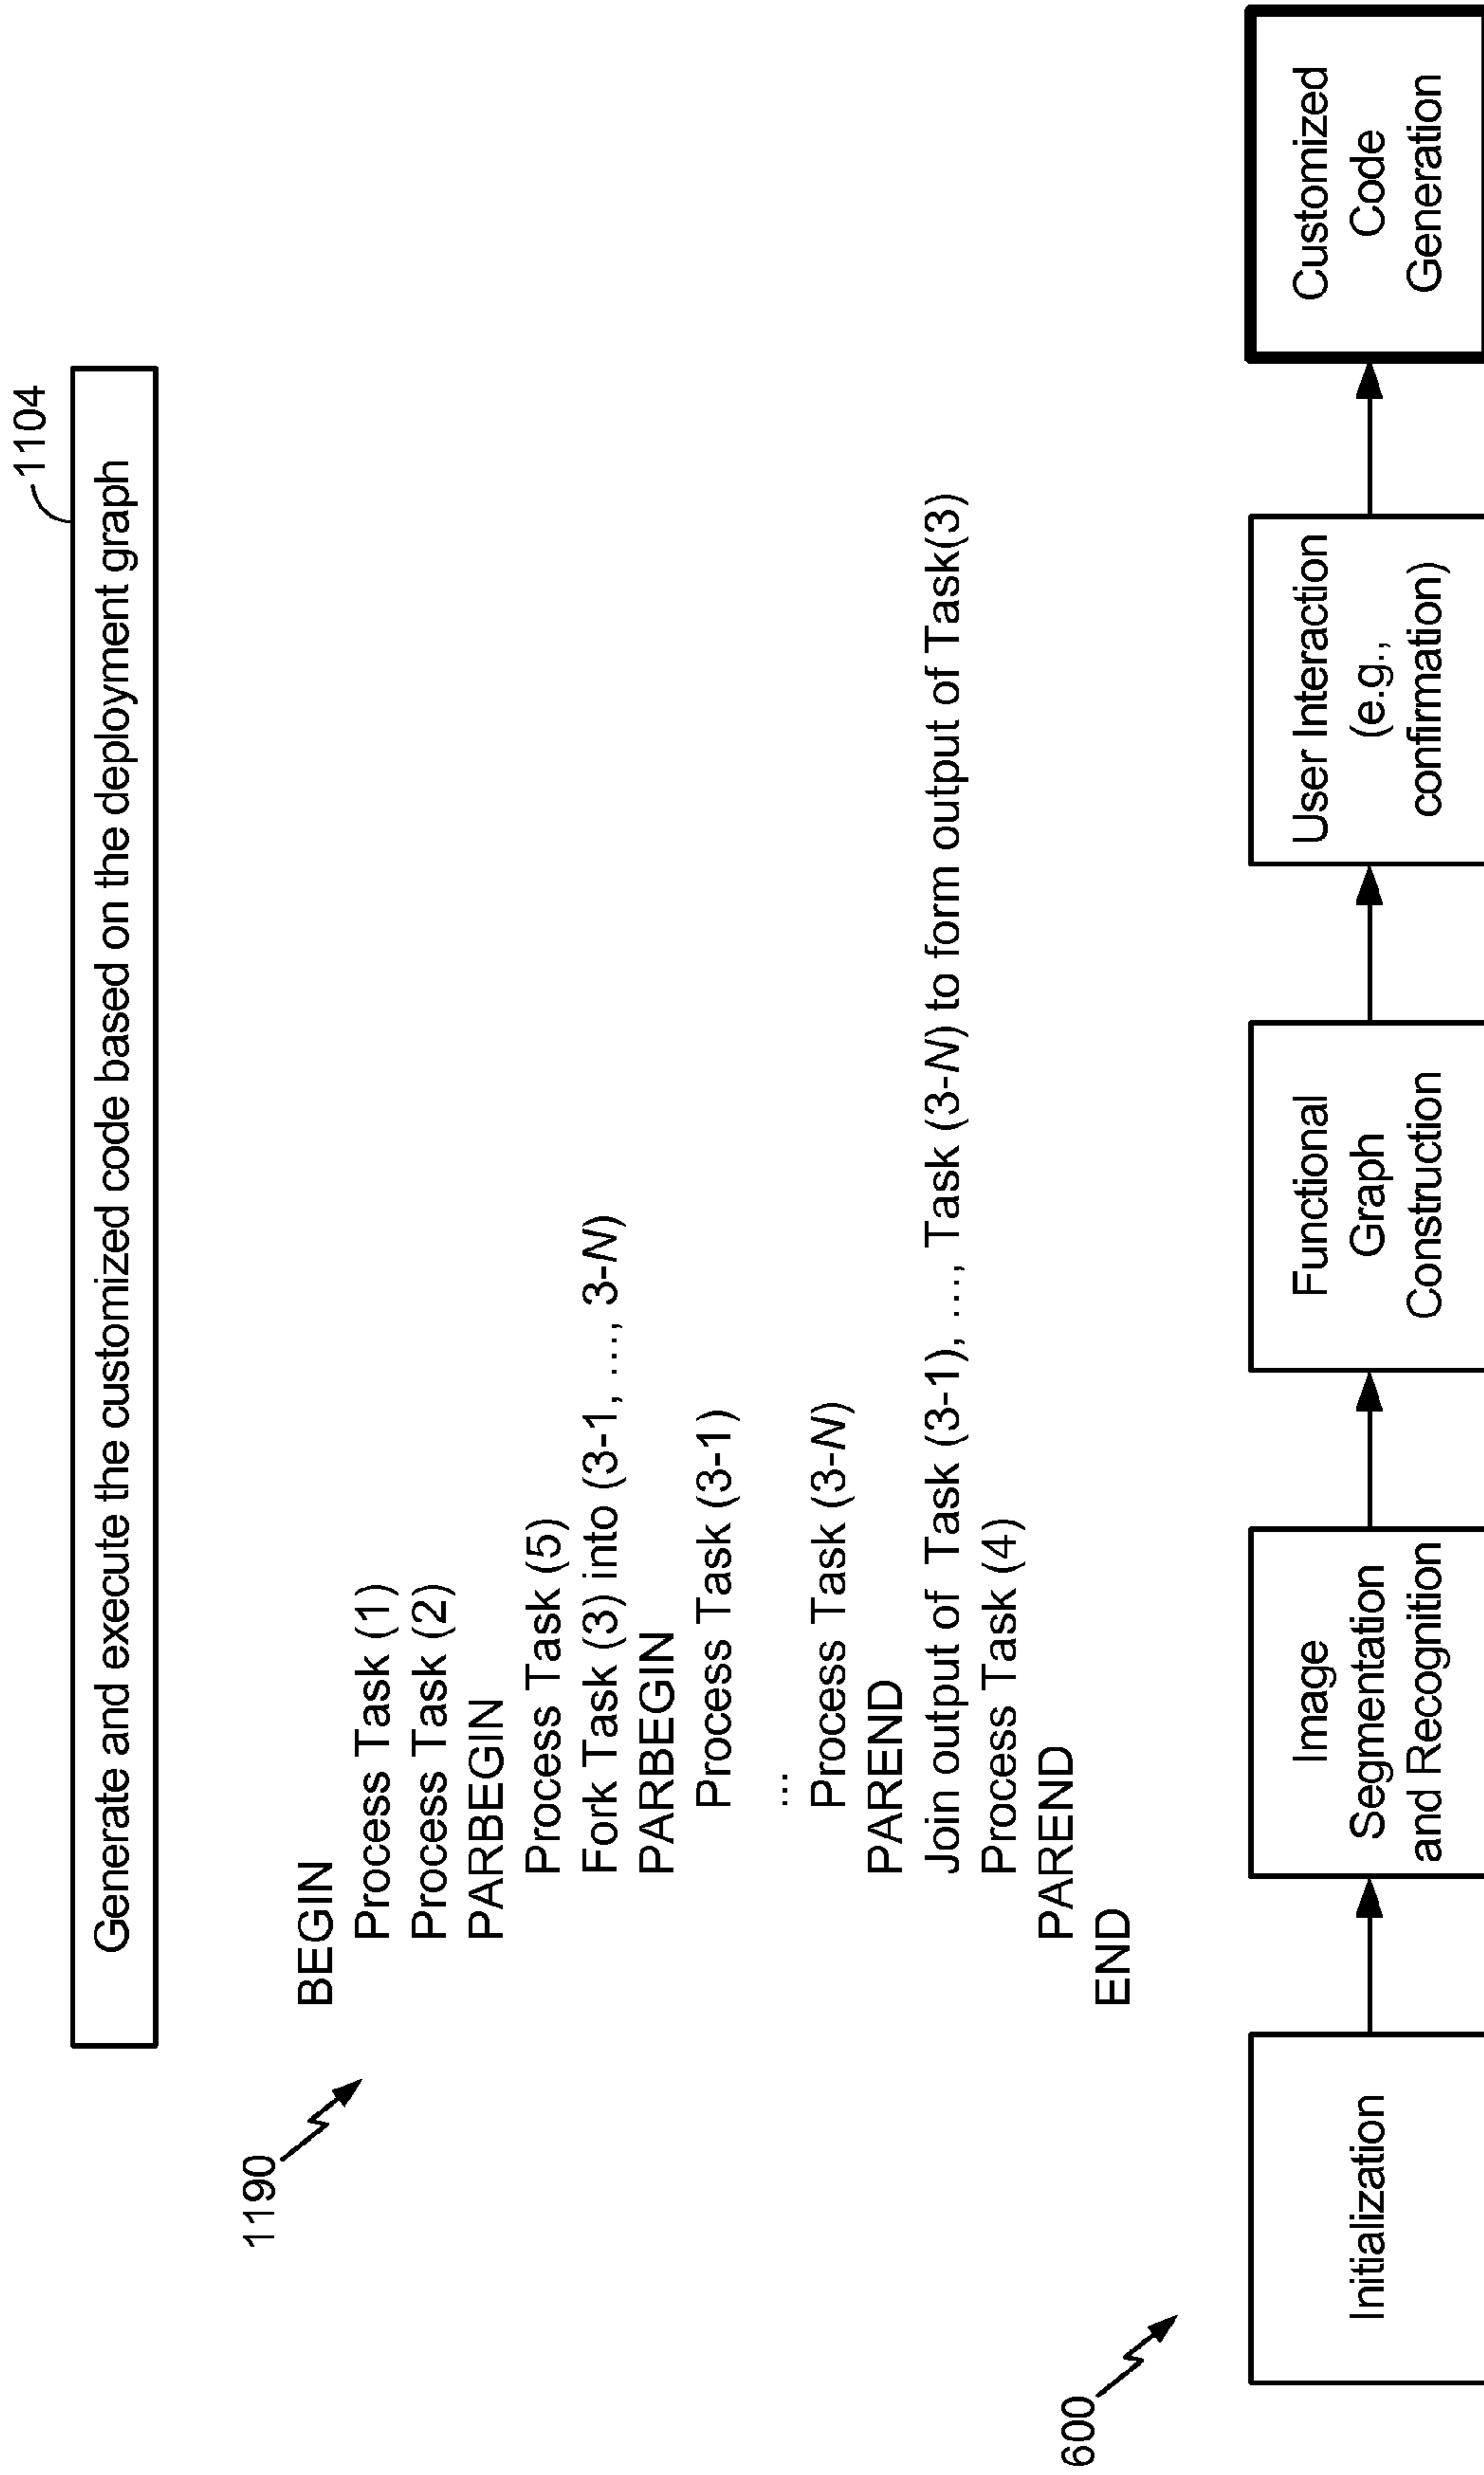 1104
Generate and execute the customized code based on the deployment graph
1190
BEGIN
Process Task (1)
Process Task (2)
PARBEGIN
Process Task (5)
Fork Task (3) into (3-1, …, 3-N)
PARBEGIN
Process Task (3-1)
...
Process Task (3-N)
PAREND
Join output of Task (3-1), …, Task (3-N) to form output of Task(3)
Process Task (4)
PAREND
END
600
Initialization
Image
Segmentation
and Recognition
Functional
Graph
Construction
User Interaction
(e.g.,
confirmation)
Customized
Code
Generation